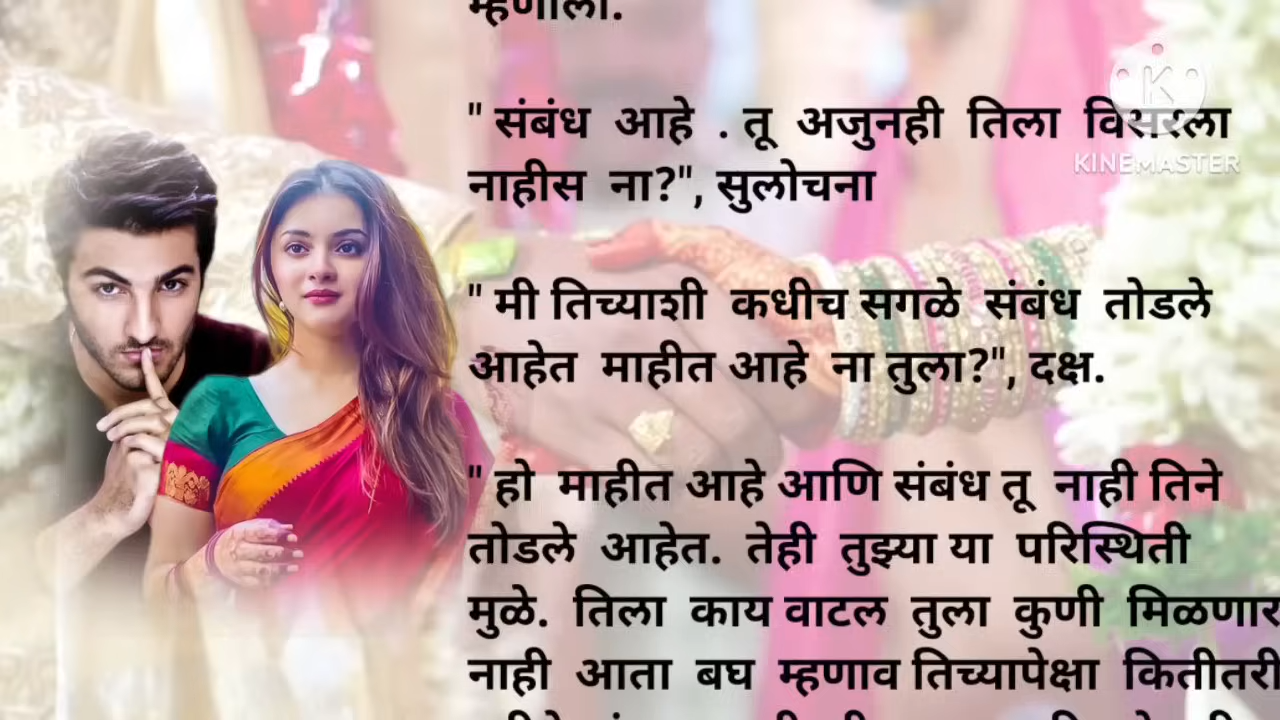 म्हणाली.
" संबंध आहे . तू अजुनही तिला विसरला
नाहीस ना?", सुलोचना
" मी तिच्याशी कधीच सगळे संबंध तोडले
आहेत माहीत आहे ना तुला?", दक्ष.
" हो माहीत आहे आणि संबंध तू नाही तिने
तोडले आहेत. तेही तुझ्या या परिस्थिती
मुळे. तिला काय वाटल तुला कुणी मिळणार
नाही आता बघ म्हणाव तिच्यापेक्षा कितीतरी
K
KINEMASTER